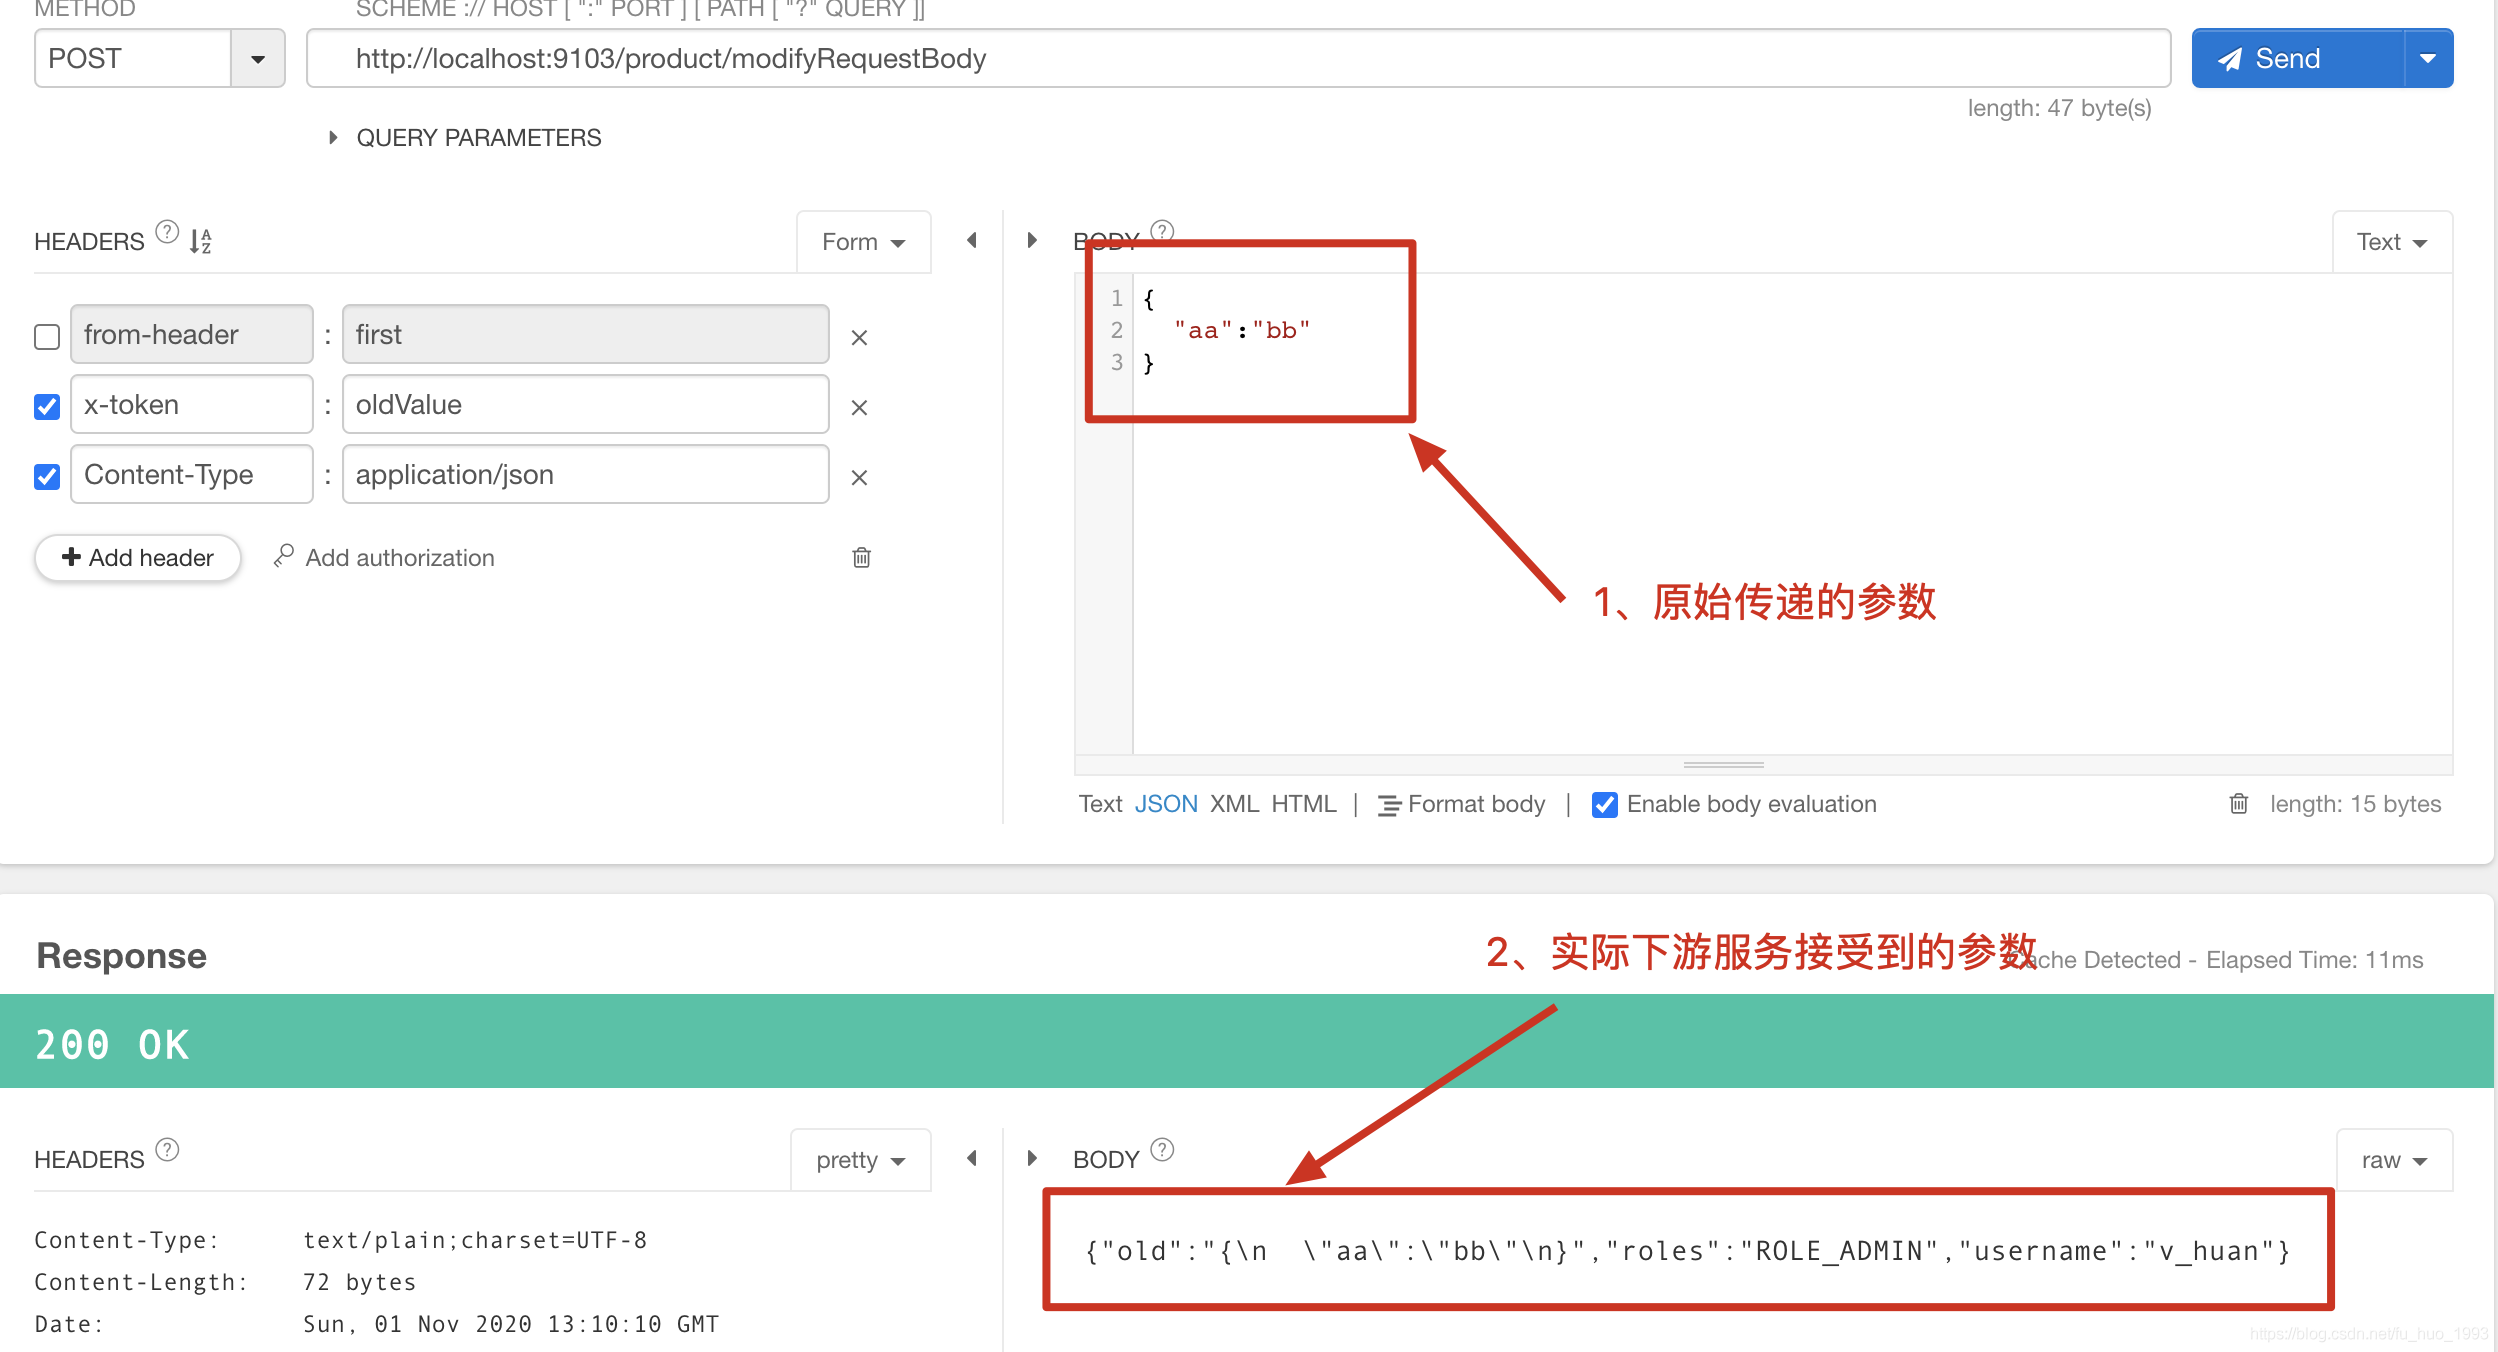 METHOD
SCHEME :// HOST [ ":" PORT ] [ PATH [ "?" QUERY ]]
POST
http://localhost:9103/product/modifyRequestBody
Send
length: 47 byte(s)
QUERY PARAMETERS
HEADERS ?
Form
BODY ?
Text
from-header : first
x-token : oldValue
Content-Type : application/json
Add header
Add authorization
1 {
2 "aa":"bb"
3 }
1、原始传递的参数
Text JSON XML HTML | Format body | Enable body evaluation
length: 15 bytes
Response
2、实际下游服务接受到的参数
Cache Detected - Elapsed Time: 11ms
200 OK
HEADERS ?
pretty
BODY ?
raw
Content-Type: text/plain;charset=UTF-8
Content-Length: 72 bytes
Date: Sun, 01 Nov 2020 13:10:10 GMT
{"old":"{\n  \"aa\":\"bb\"\n}","roles":"ROLE_ADMIN","username":"v_huan"}
https://blog.csdn.net/fu_huo_1993